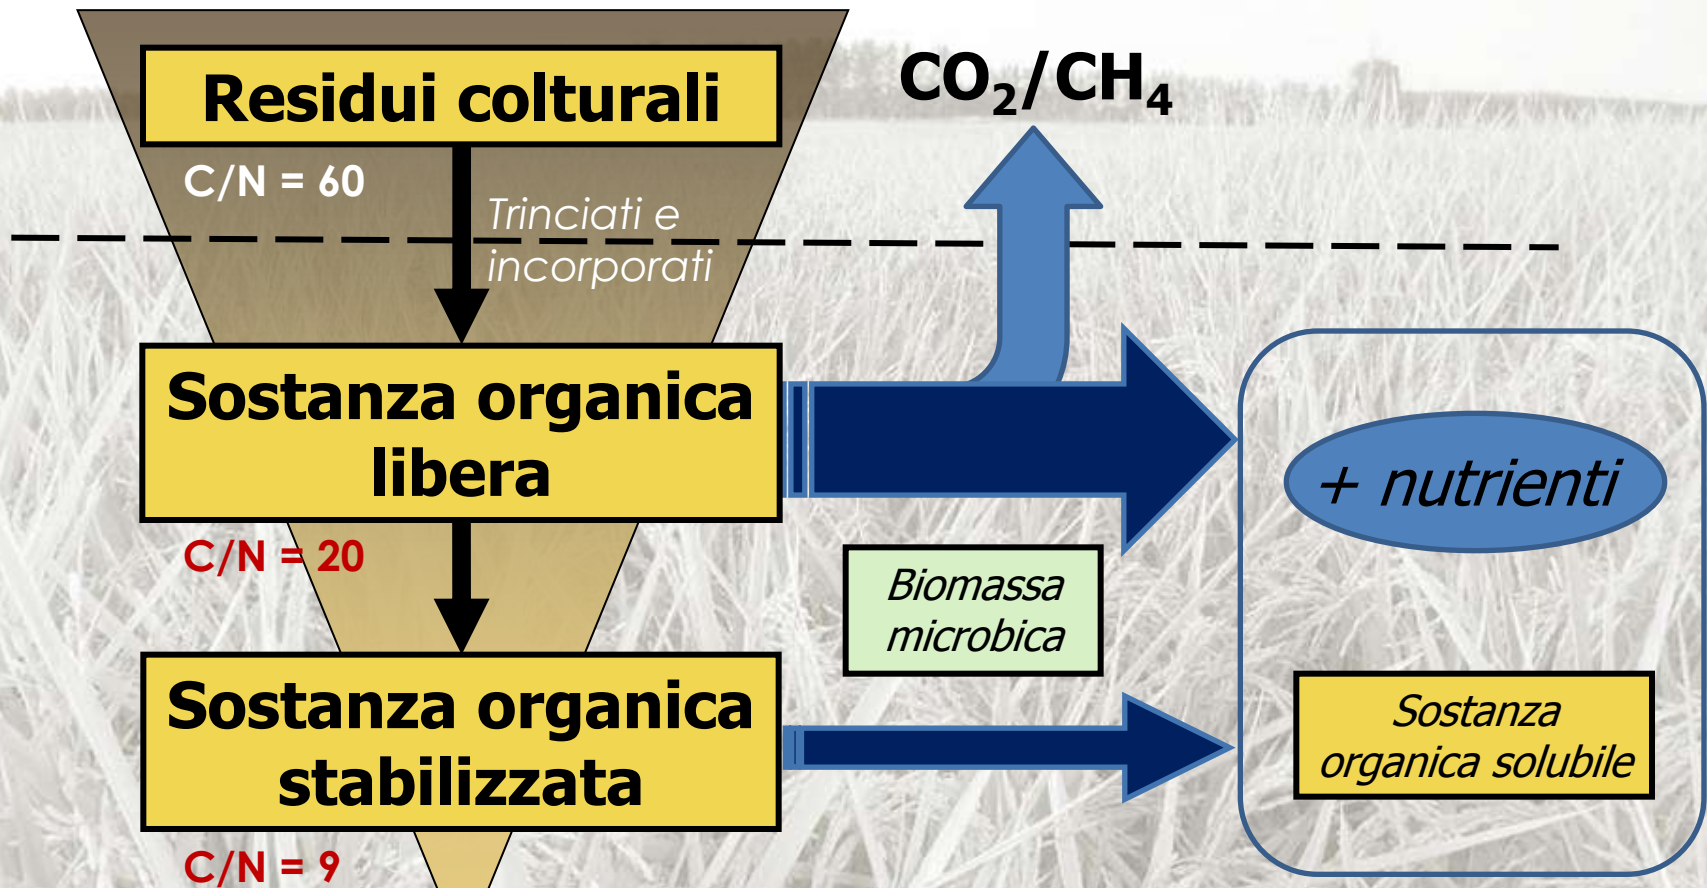 Residui colturali
CO₂/CH₄
C/N = 60
Trinciati e
incorporati
Sostanza organica
libera
+ nutrienti
C/N = 20
Biomassa
microbica
Sostanza organica
stabilizzata
Sostanza
organica solubile
C/N = 9